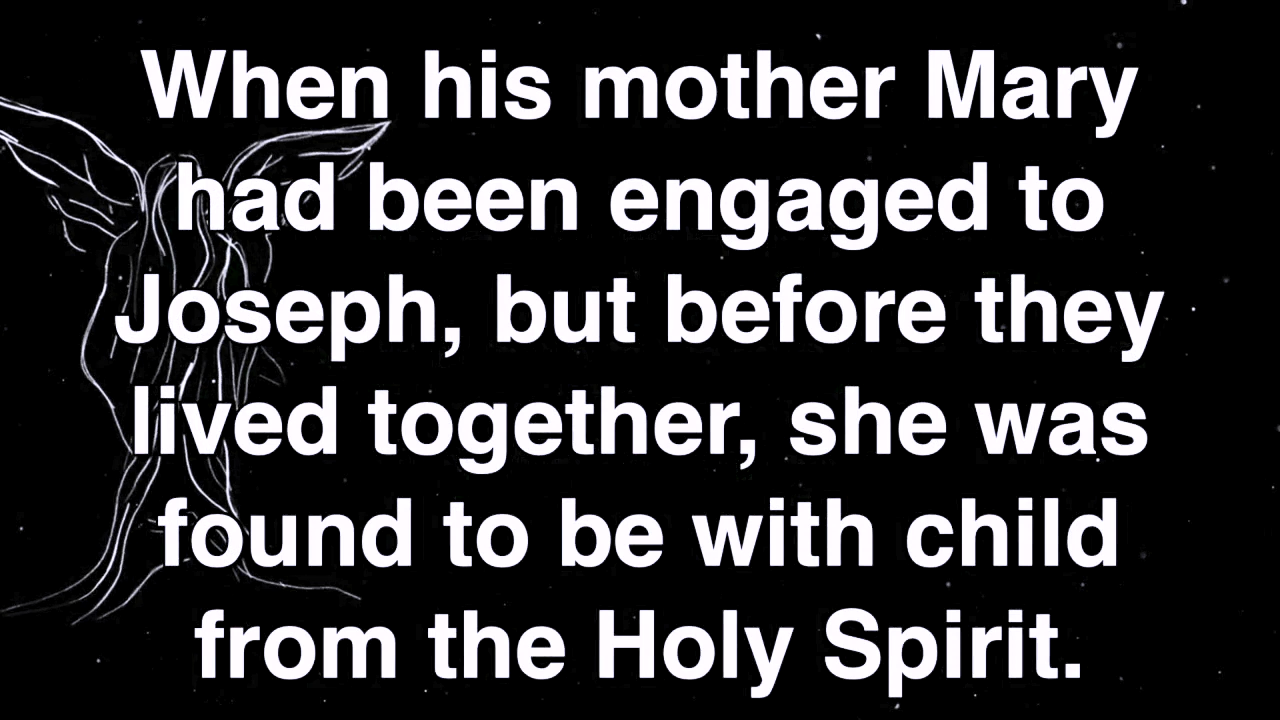 When his mother Mary
had been engaged to
Joseph, but before they
lived together, she was
found to be with child
from the Holy Spirit.